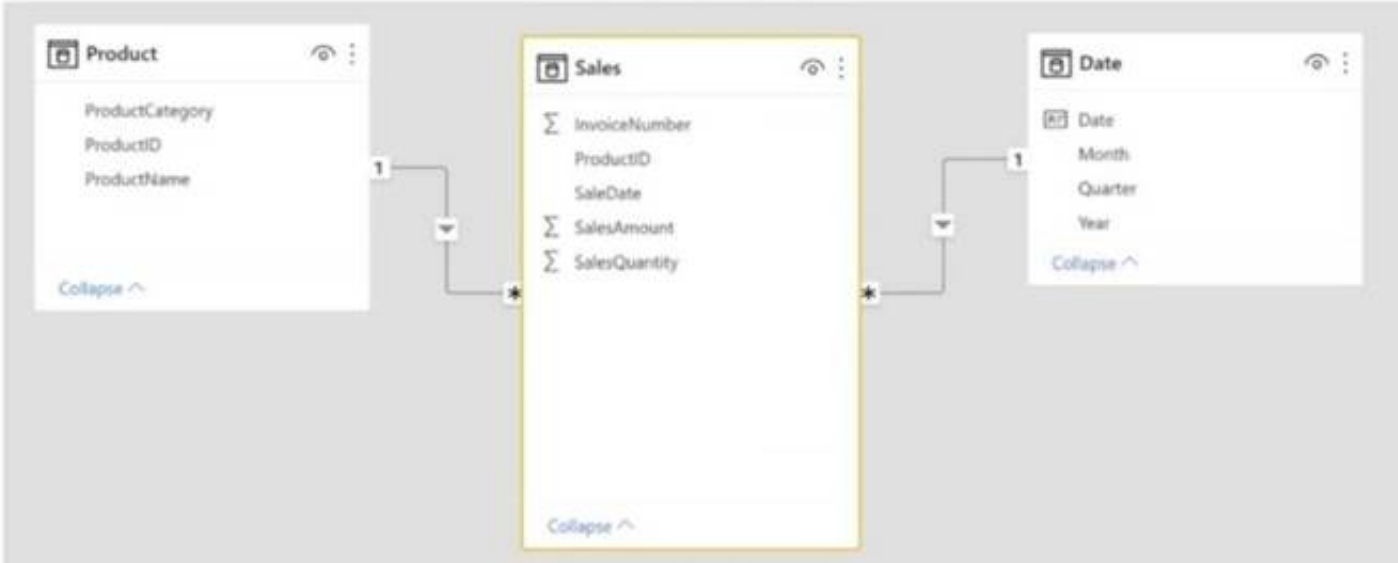 Product
ProductCategory
ProductID
ProductName
Collapse
1
Sales
Σ InvoiceNumber
ProductID
SaleDate
Σ SalesAmount
Σ SalesQuantity
Collapse
*
*
1
Date
Date
Month
Quarter
Year
Collapse